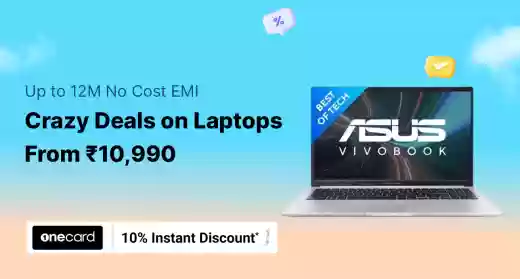 Up to 12M No Cost EMI
Crazy Deals on Laptops
From ₹10,990
onecard
10% Instant Discount*
%
BEST
OF TECH
ASUS
VIVOBOOK